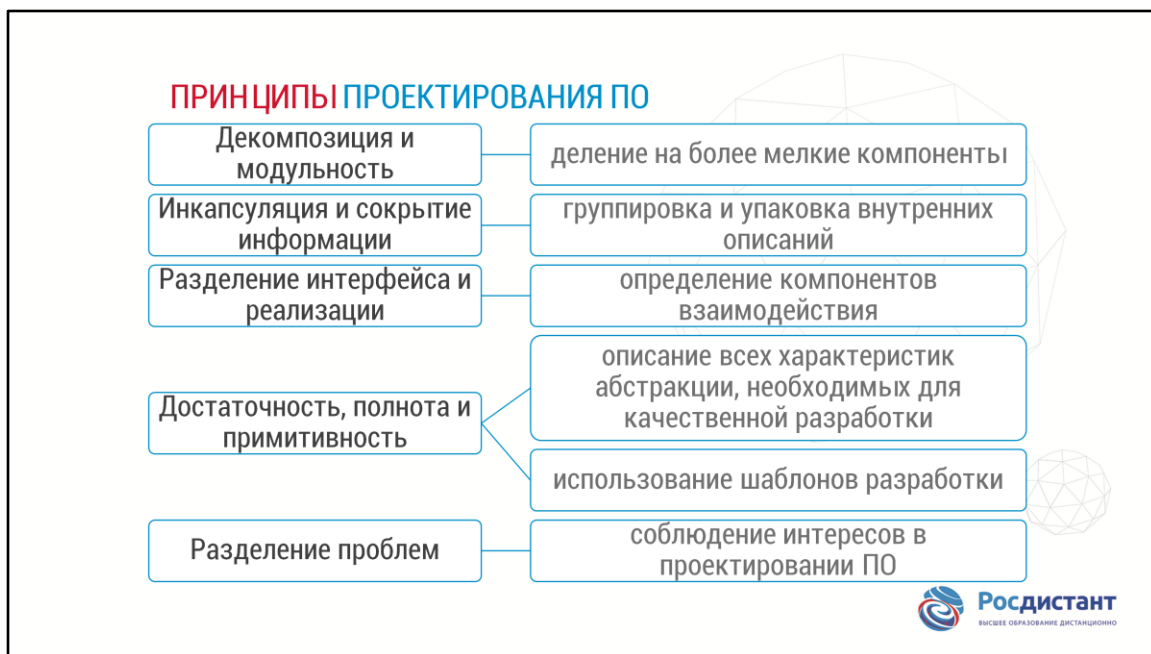 ПРИНЦИПЫ ПРОЕКТИРОВАНИЯ ПО
Декомпозиция и
модульность
деление на более мелкие компоненты
Инкапсуляция и сокрытие
информации
группировка и упаковка внутренних
описаний
Разделение интерфейса и
реализации
определение компонентов
взаимодействия
Достаточность, полнота и
примитивность
описание всех характеристик
абстракции, необходимых для
качественной разработки
использование шаблонов разработки
Разделение проблем
соблюдение интересов в
проектировании ПО
Росдистант
ВЫСШЕЕ ОБРАЗОВАНИЕ ДИСТАНЦИОННО